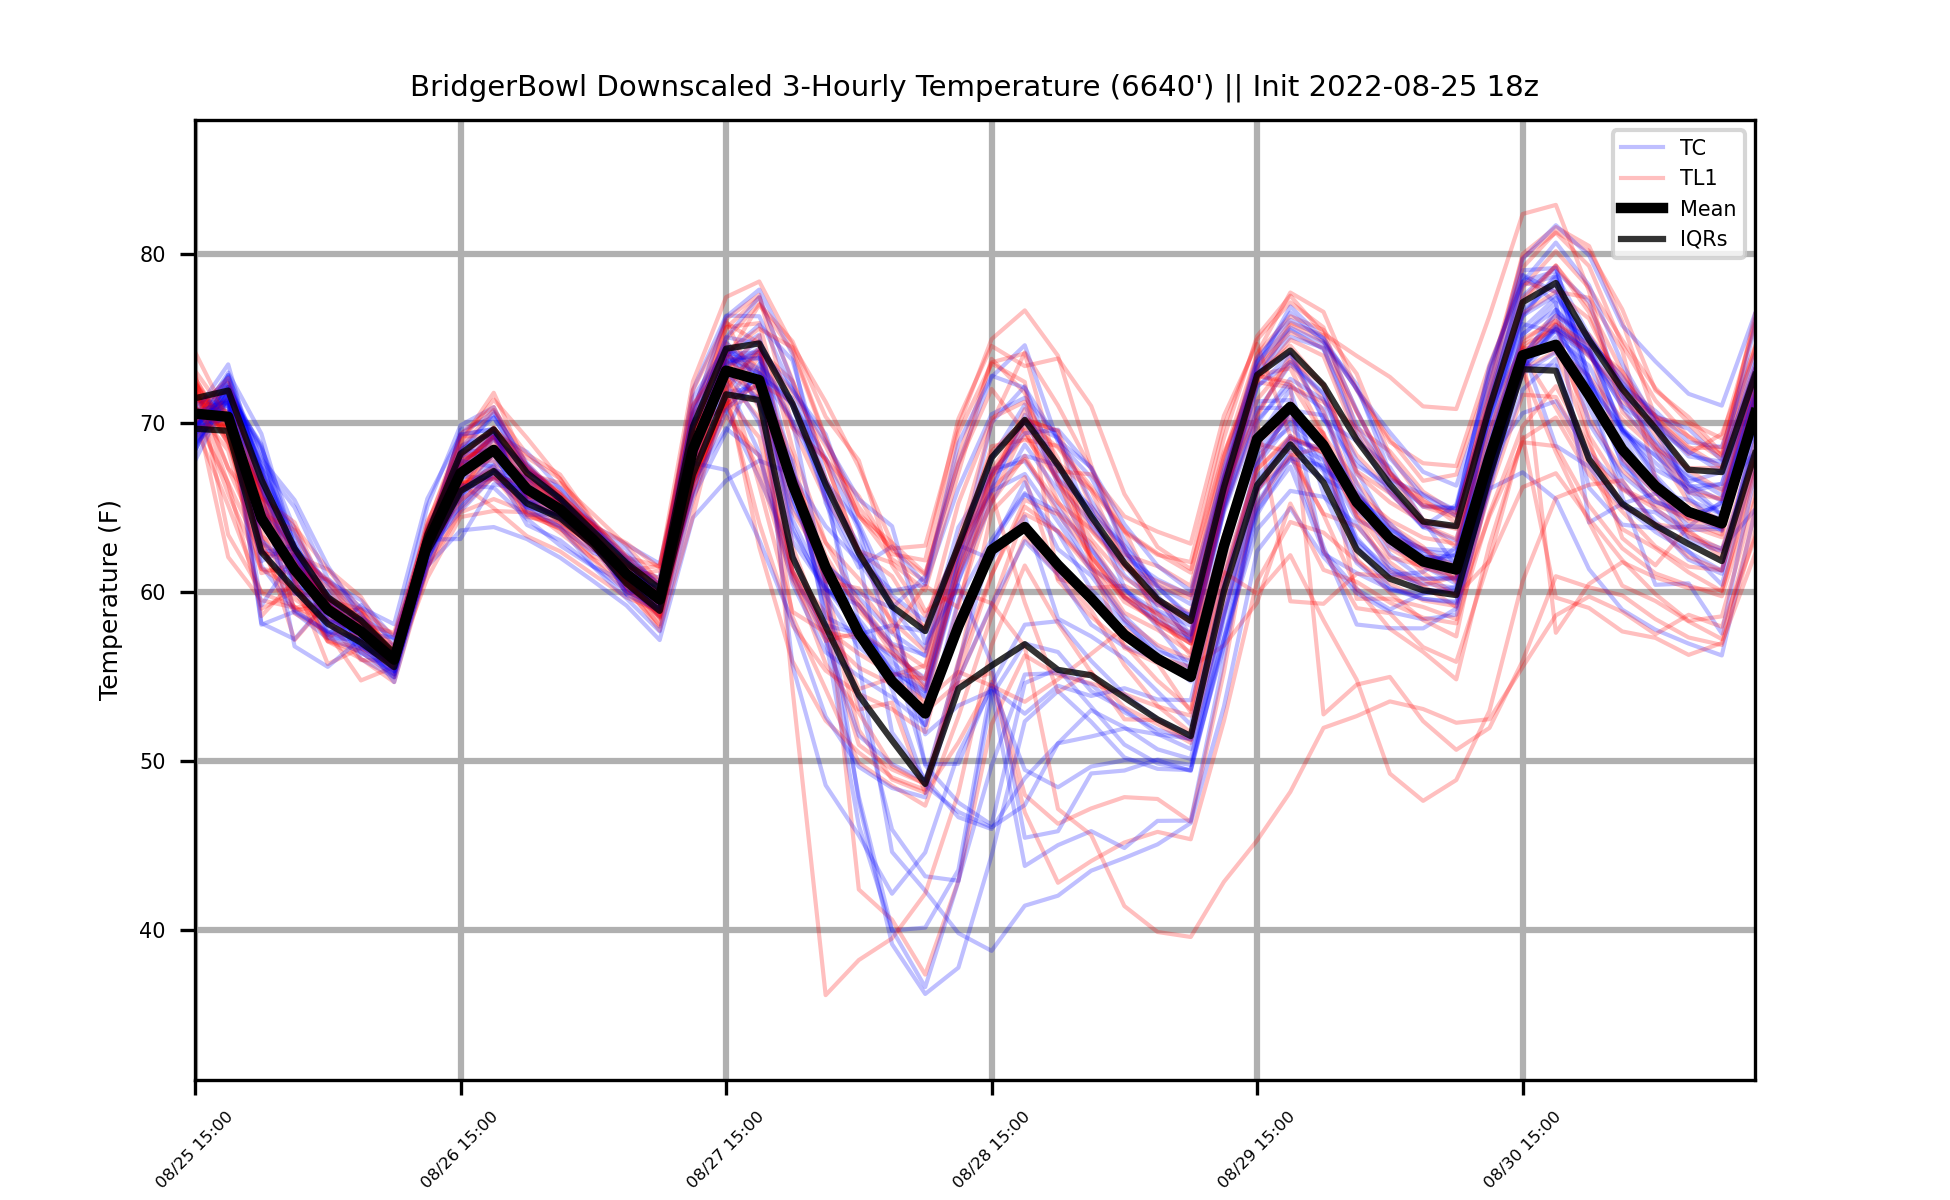 BridgerBowl Downscaled 3-Hourly Temperature (6640') || Init 2022-08-25 18z
TC
TL1
Mean
IQRs
Temperature (F)
80
70
60
50
40
08/25 15:00
08/26 15:00
08/27 15:00
08/28 15:00
08/29 15:00
08/30 15:00